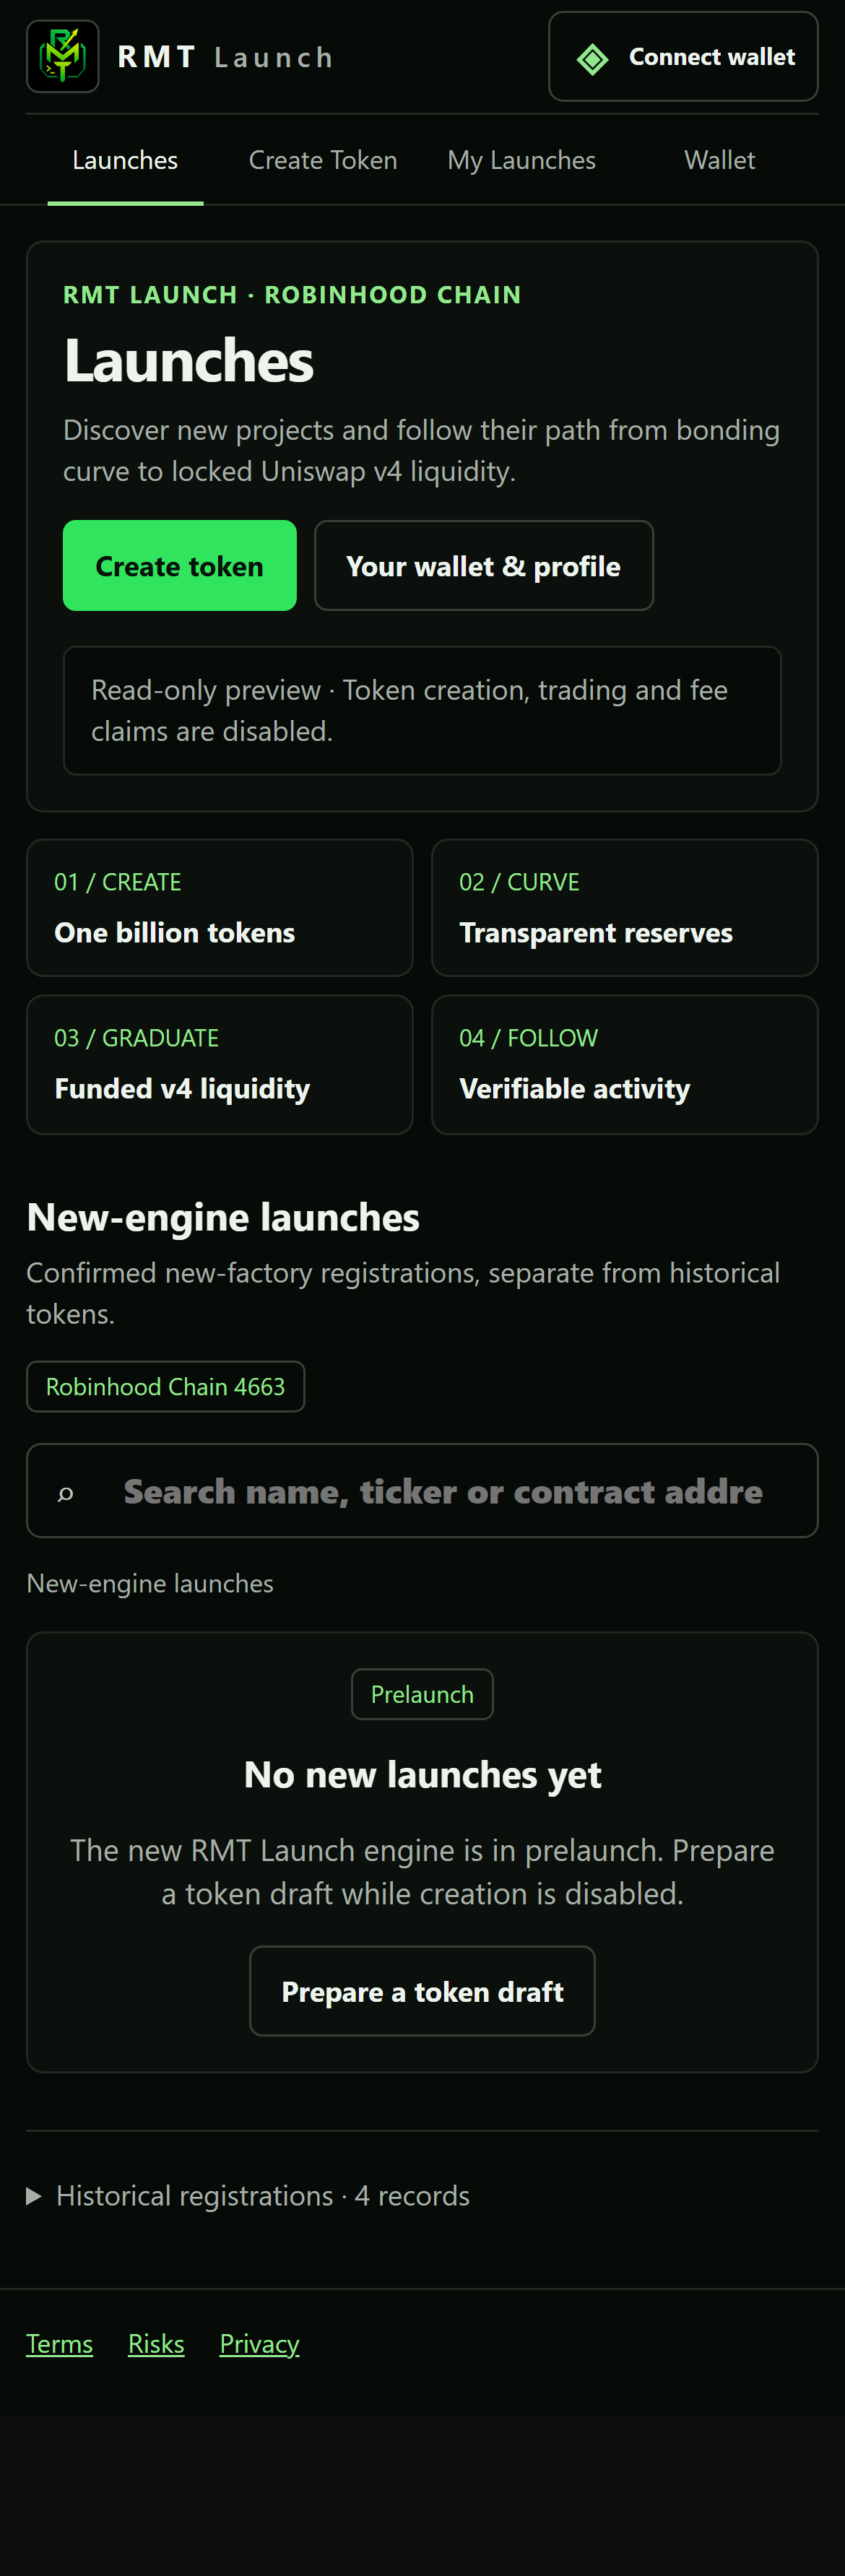 RMT Launch
Connect wallet
Launches
Create Token
My Launches
Wallet
RMT LAUNCH · ROBINHOOD CHAIN
Launches
Discover new projects and follow their path from bonding
curve to locked Uniswap v4 liquidity.
Create token
Your wallet & profile
Read-only preview · Token creation, trading and fee
claims are disabled.
01 / CREATE
One billion tokens
02 / CURVE
Transparent reserves
03 / GRADUATE
Funded v4 liquidity
04 / FOLLOW
Verifiable activity
New-engine launches
Confirmed new-factory registrations, separate from historical
tokens.
Robinhood Chain 4663
Search name, ticker or contract addre
New-engine launches
Prelaunch
No new launches yet
The new RMT Launch engine is in prelaunch. Prepare
a token draft while creation is disabled.
Prepare a token draft
Historical registrations · 4 records
Terms
Risks
Privacy